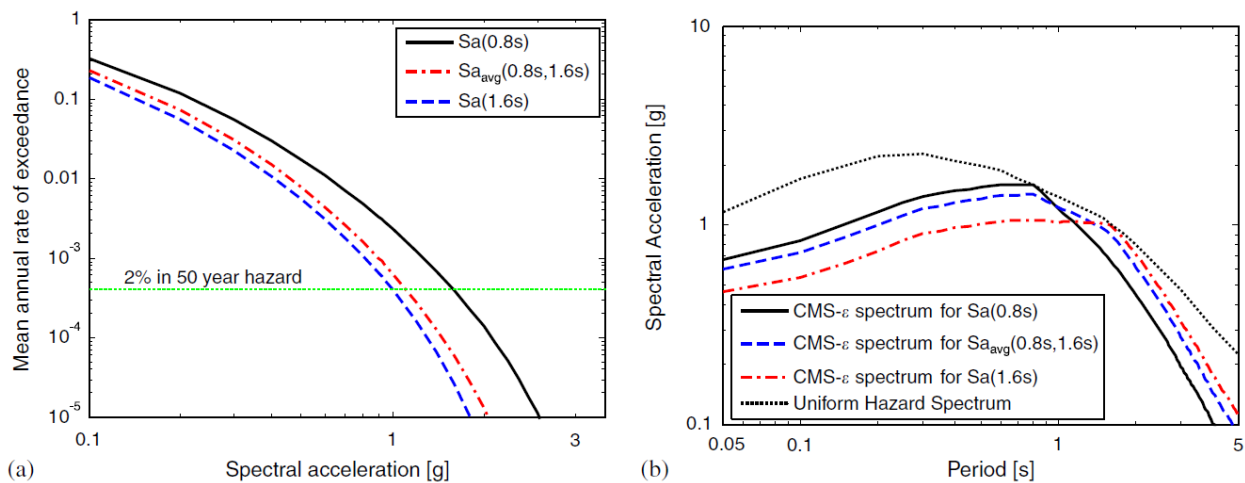 1
0.1
0.01
10⁻³
10⁻⁴
10⁻⁵
Mean annual rate of exceedance
2% in 50 year hazard
Sa(0.8s)
Saavg(0.8s,1.6s)
Sa(1.6s)
0.1
1
3
Spectral acceleration [g]
(a)
10
1
0.1
Spectral Acceleration [g]
CMS-ε spectrum for Sa(0.8s)
CMS-ε spectrum for Saavg(0.8s,1.6s)
CMS-ε spectrum for Sa(1.6s)
Uniform Hazard Spectrum
0.05
0.1
1
5
Period [s]
(b)